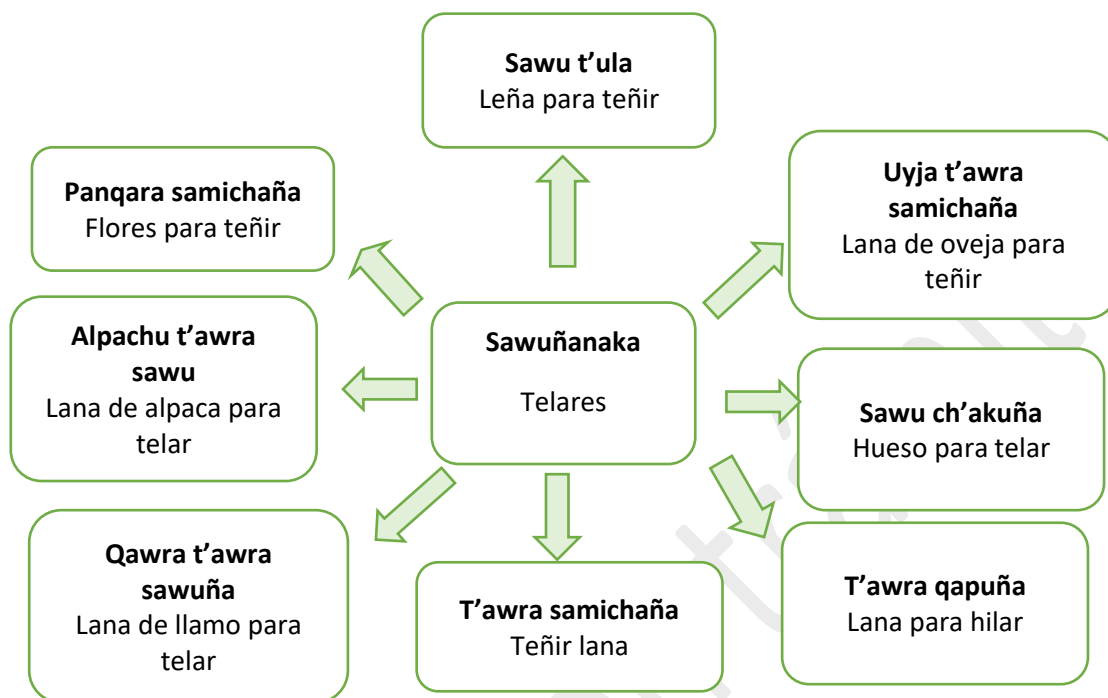 Sawu t’ula
Leña para teñir
Panqara samichaña
Flores para teñir
Uyja t’awra
samichaña
Lana de oveja para
teñir
Alpachu t’awra
sawu
Lana de alpaca para
telar
Sawuñanaka
Telares
Sawu ch’akuña
Hueso para telar
Qawra t’awra
sawuña
Lana de llamo para
telar
T’awra samichaña
Teñir lana
T’awra qapuña
Lana para hilar